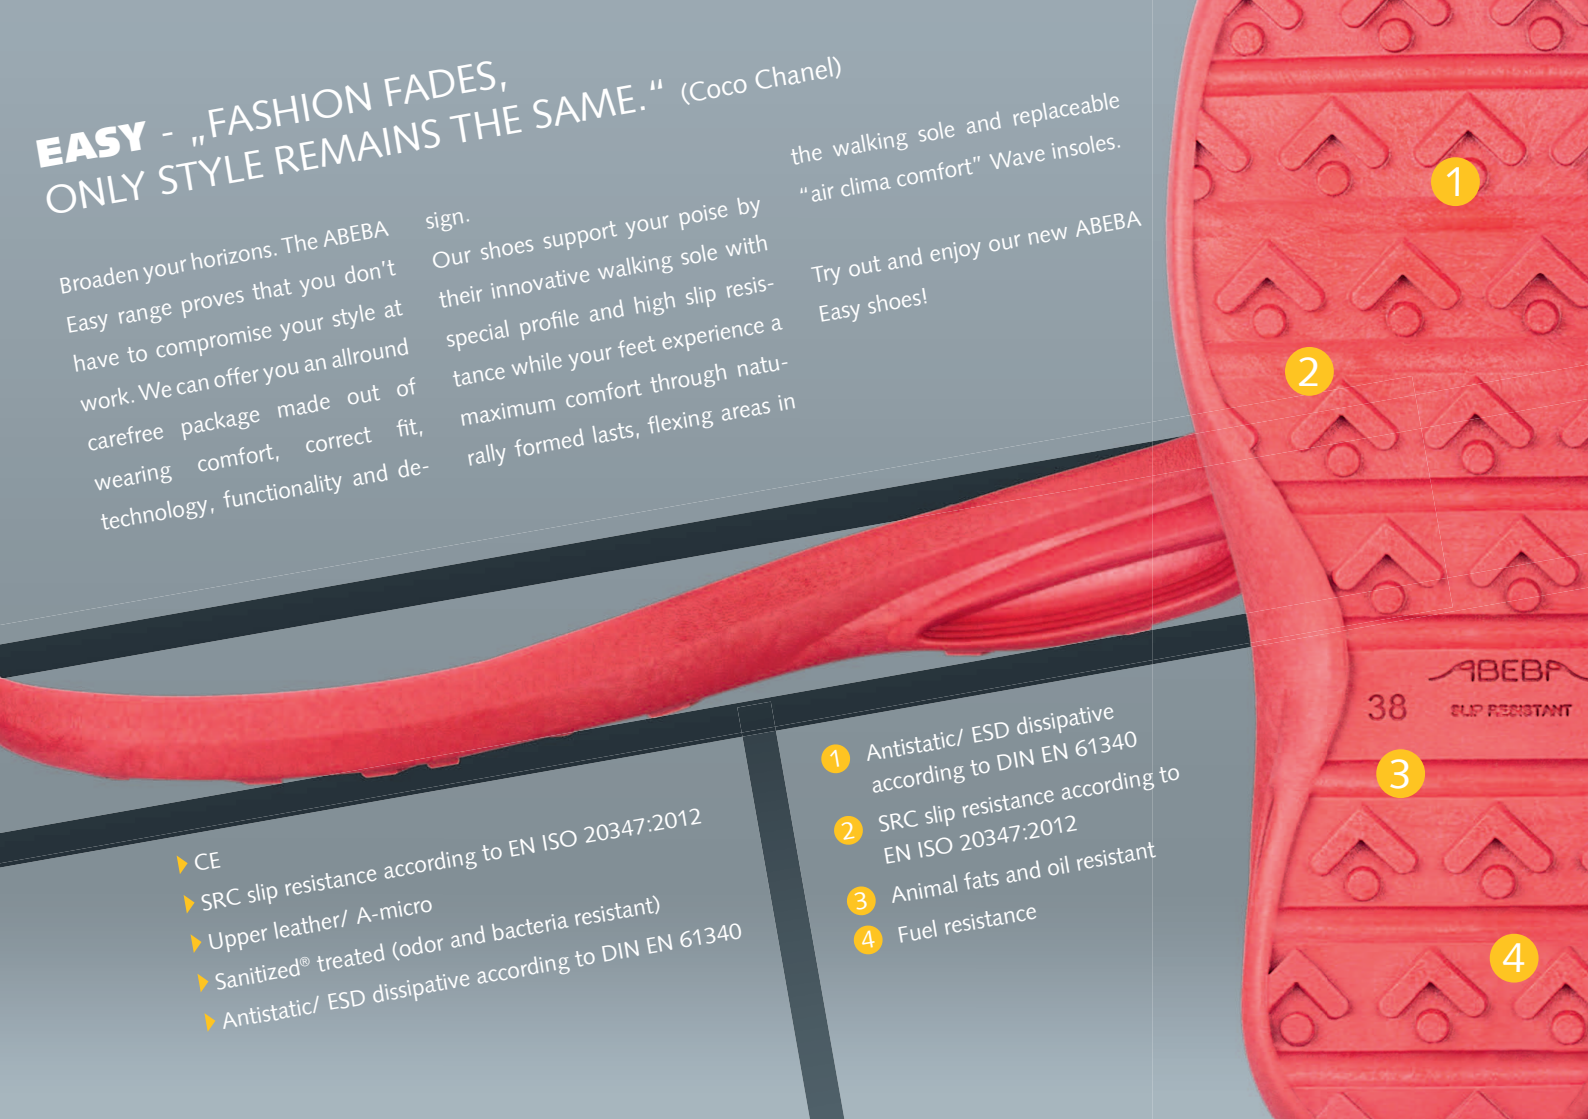 EASY - „FASHION FADES,
ONLY STYLE REMAINS THE SAME.“ (Coco Chanel)
Broaden your horizons. The ABEBA
Easy range proves that you don’t
have to compromise your style at
work. We can offer you an allround
carefree package made out of
wearing comfort, correct fit,
technology, functionality and de-
sign.
Our shoes support your poise by
their innovative walking sole with
special profile and high slip resis-
tance while your feet experience a
maximum comfort through natu-
rally formed lasts, flexing areas in
the walking sole and replaceable
“air clima comfort” Wave insoles.
Try out and enjoy our new ABEBA
Easy shoes!
1
2
ABEBA
38 SLIP RESISTANT
3
4
CE
SRC slip resistance according to EN ISO 20347:2012
Upper leather/ A-micro
Sanitized® treated (odor and bacteria resistant)
Antistatic/ ESD dissipative according to DIN EN 61340
1 Antistatic/ ESD dissipative
according to DIN EN 61340
2 SRC slip resistance according to
EN ISO 20347:2012
3 Animal fats and oil resistant
4 Fuel resistance